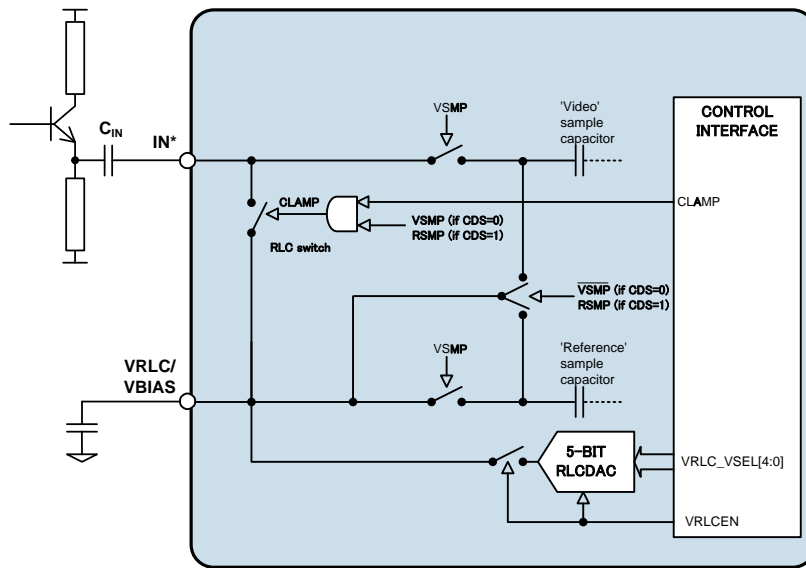 VSMP
'Video'
sample
capacitor
CONTROL
INTERFACE
CIN
IN*
CLAMP
VSMP (if CDS=0)
RSMP (if CDS=1)
RLC switch
CLAMP
VSMP (if CDS=0)
RSMP (if CDS=1)
VRLC/
VBIAS
VSMP
'Reference'
sample
capacitor
5-BIT
RLCDAC
VRLC_VSEL[4:0]
VRLCEN